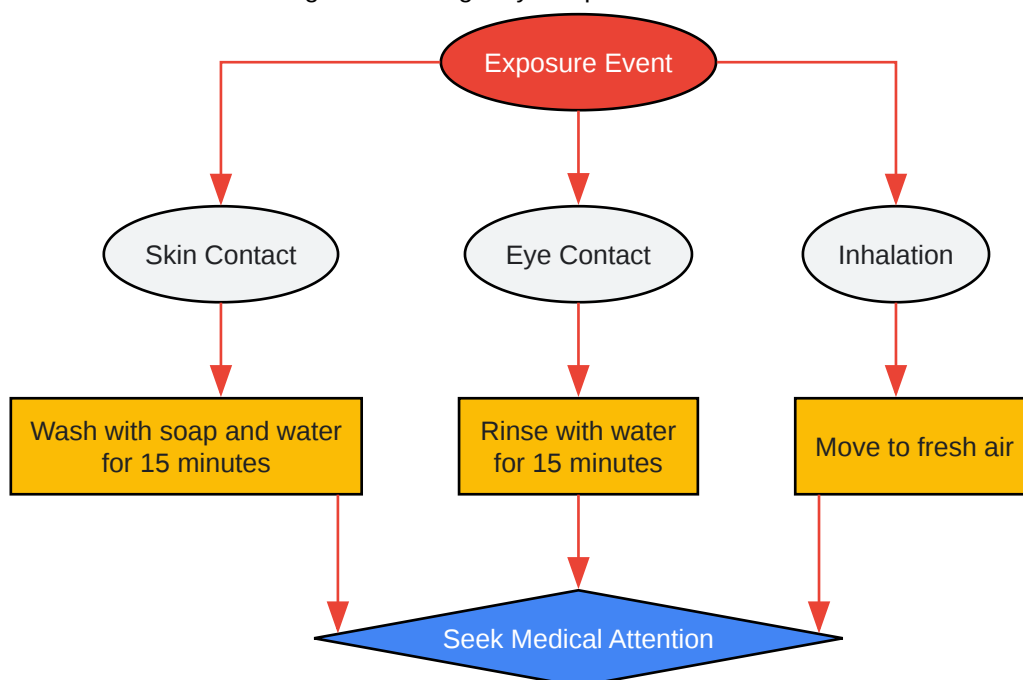 Exposure Event
Skin Contact
Eye Contact
Inhalation
Wash with soap and water
for 15 minutes
Rinse with water
for 15 minutes
Move to fresh air
Seek Medical Attention